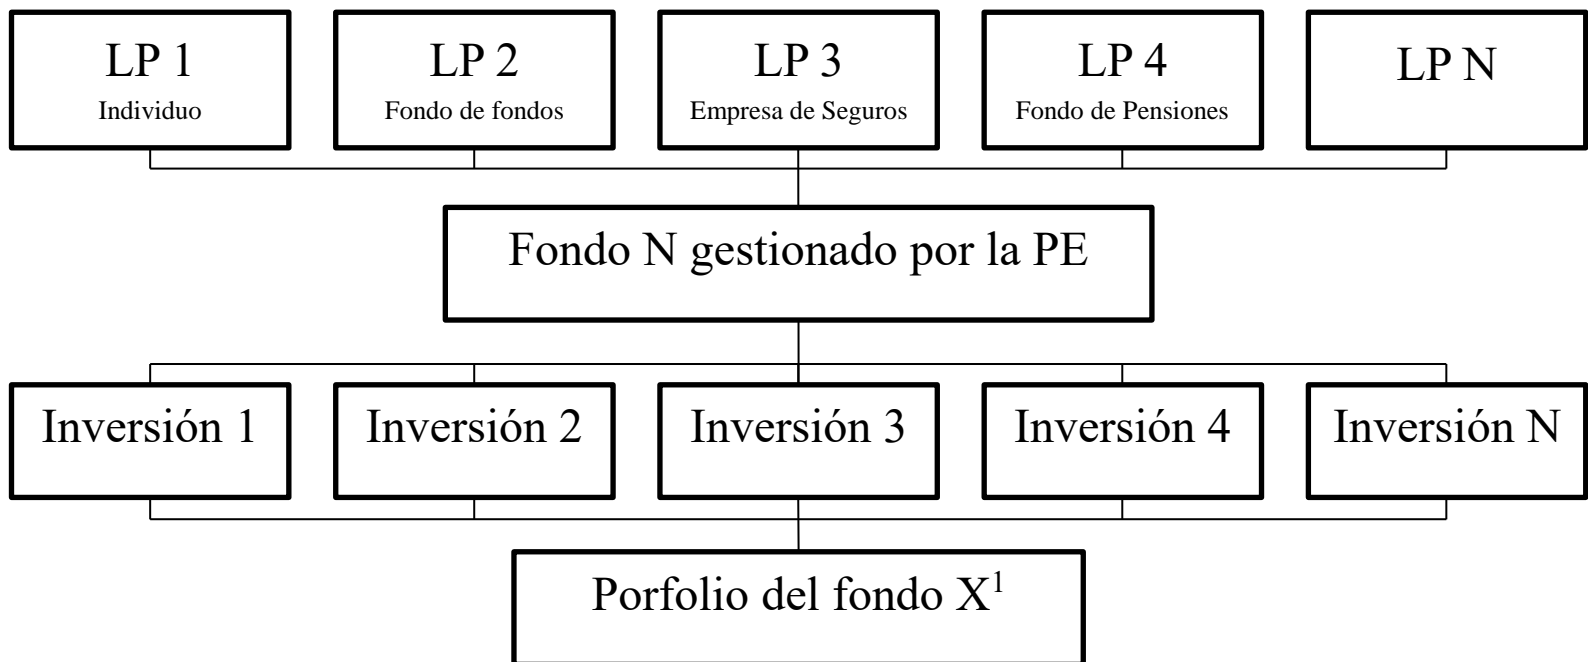 LP 1
Individuo
LP 2
Fondo de fondos
LP 3
Empresa de Seguros
LP 4
Fondo de Pensiones
LP N
Fondo N gestionado por la PE
Inversión 1
Inversión 2
Inversión 3
Inversión 4
Inversión N
Porfolio del fondo X¹